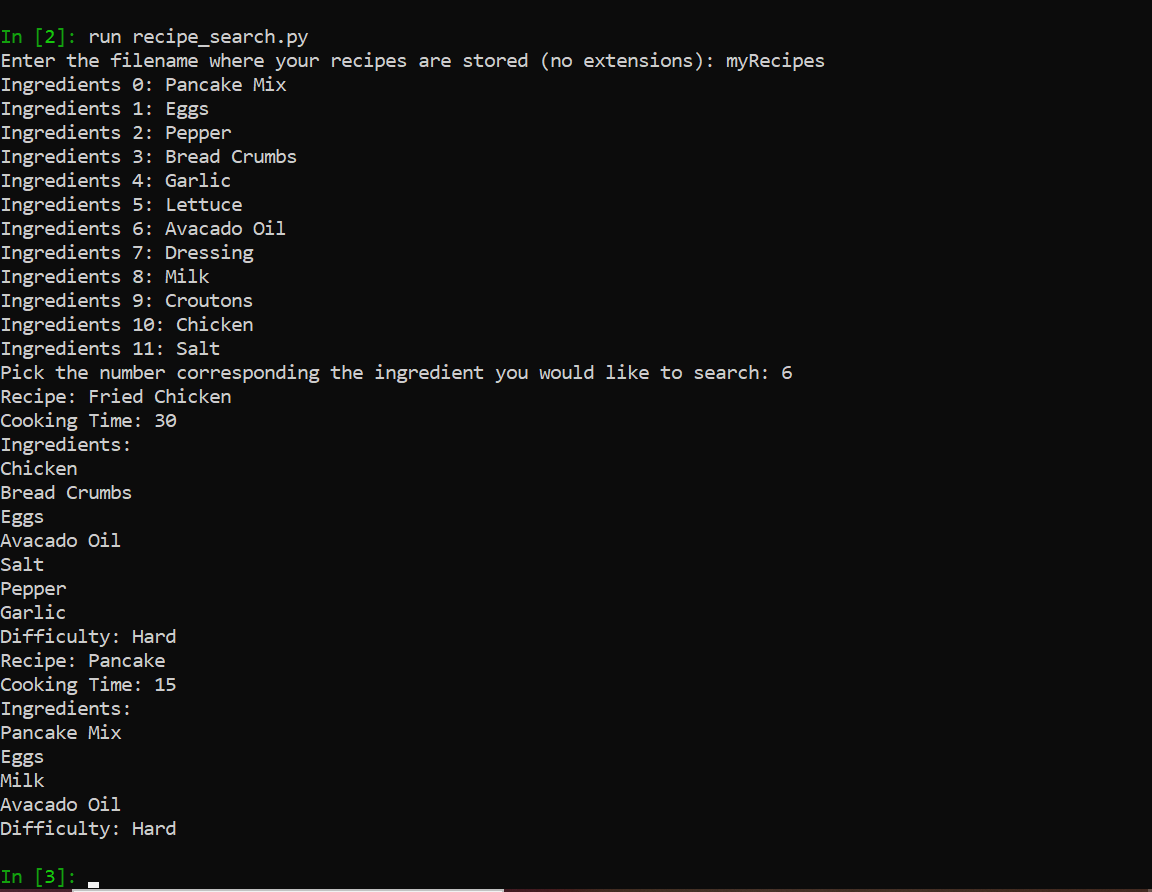 In [2]: run recipe_search.py
Enter the filename where your recipes are stored (no extensions): myRecipes
Ingredients 0: Pancake Mix
Ingredients 1: Eggs
Ingredients 2: Pepper
Ingredients 3: Bread Crumbs
Ingredients 4: Garlic
Ingredients 5: Lettuce
Ingredients 6: Avacado Oil
Ingredients 7: Dressing
Ingredients 8: Milk
Ingredients 9: Croutons
Ingredients 10: Chicken
Ingredients 11: Salt
Pick the number corresponding the ingredient you would like to search: 6
Recipe: Fried Chicken
Cooking Time: 30
Ingredients:
Chicken
Bread Crumbs
Eggs
Avacado Oil
Salt
Pepper
Garlic
Difficulty: Hard
Recipe: Pancake
Cooking Time: 15
Ingredients:
Pancake Mix
Eggs
Milk
Avacado Oil
Difficulty: Hard
In [3]: